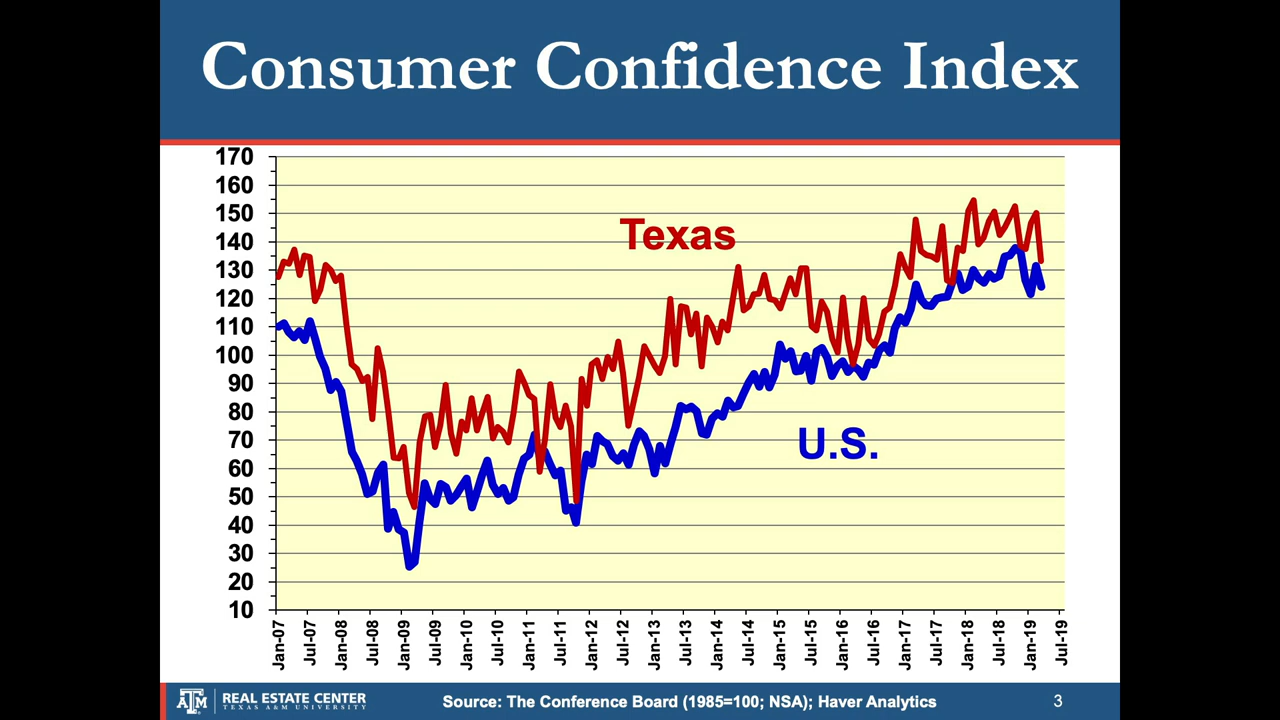 Consumer Confidence Index
170
160
150
140
130
120
110
100
90
80
70
60
50
40
30
20
10
Texas
U.S.
Jan-07
Jul-07
Jan-08
Jul-08
Jan-09
Jul-09
Jan-10
Jul-10
Jan-11
Jul-11
Jan-12
Jul-12
Jan-13
Jul-13
Jan-14
Jul-14
Jan-15
Jul-15
Jan-16
Jul-16
Jan-17
Jul-17
Jan-18
Jul-18
Jan-19
Jul-19
ATM
REAL ESTATE CENTER
TEXAS A&M UNIVERSITY
Source: The Conference Board (1985=100; NSA); Haver Analytics
3